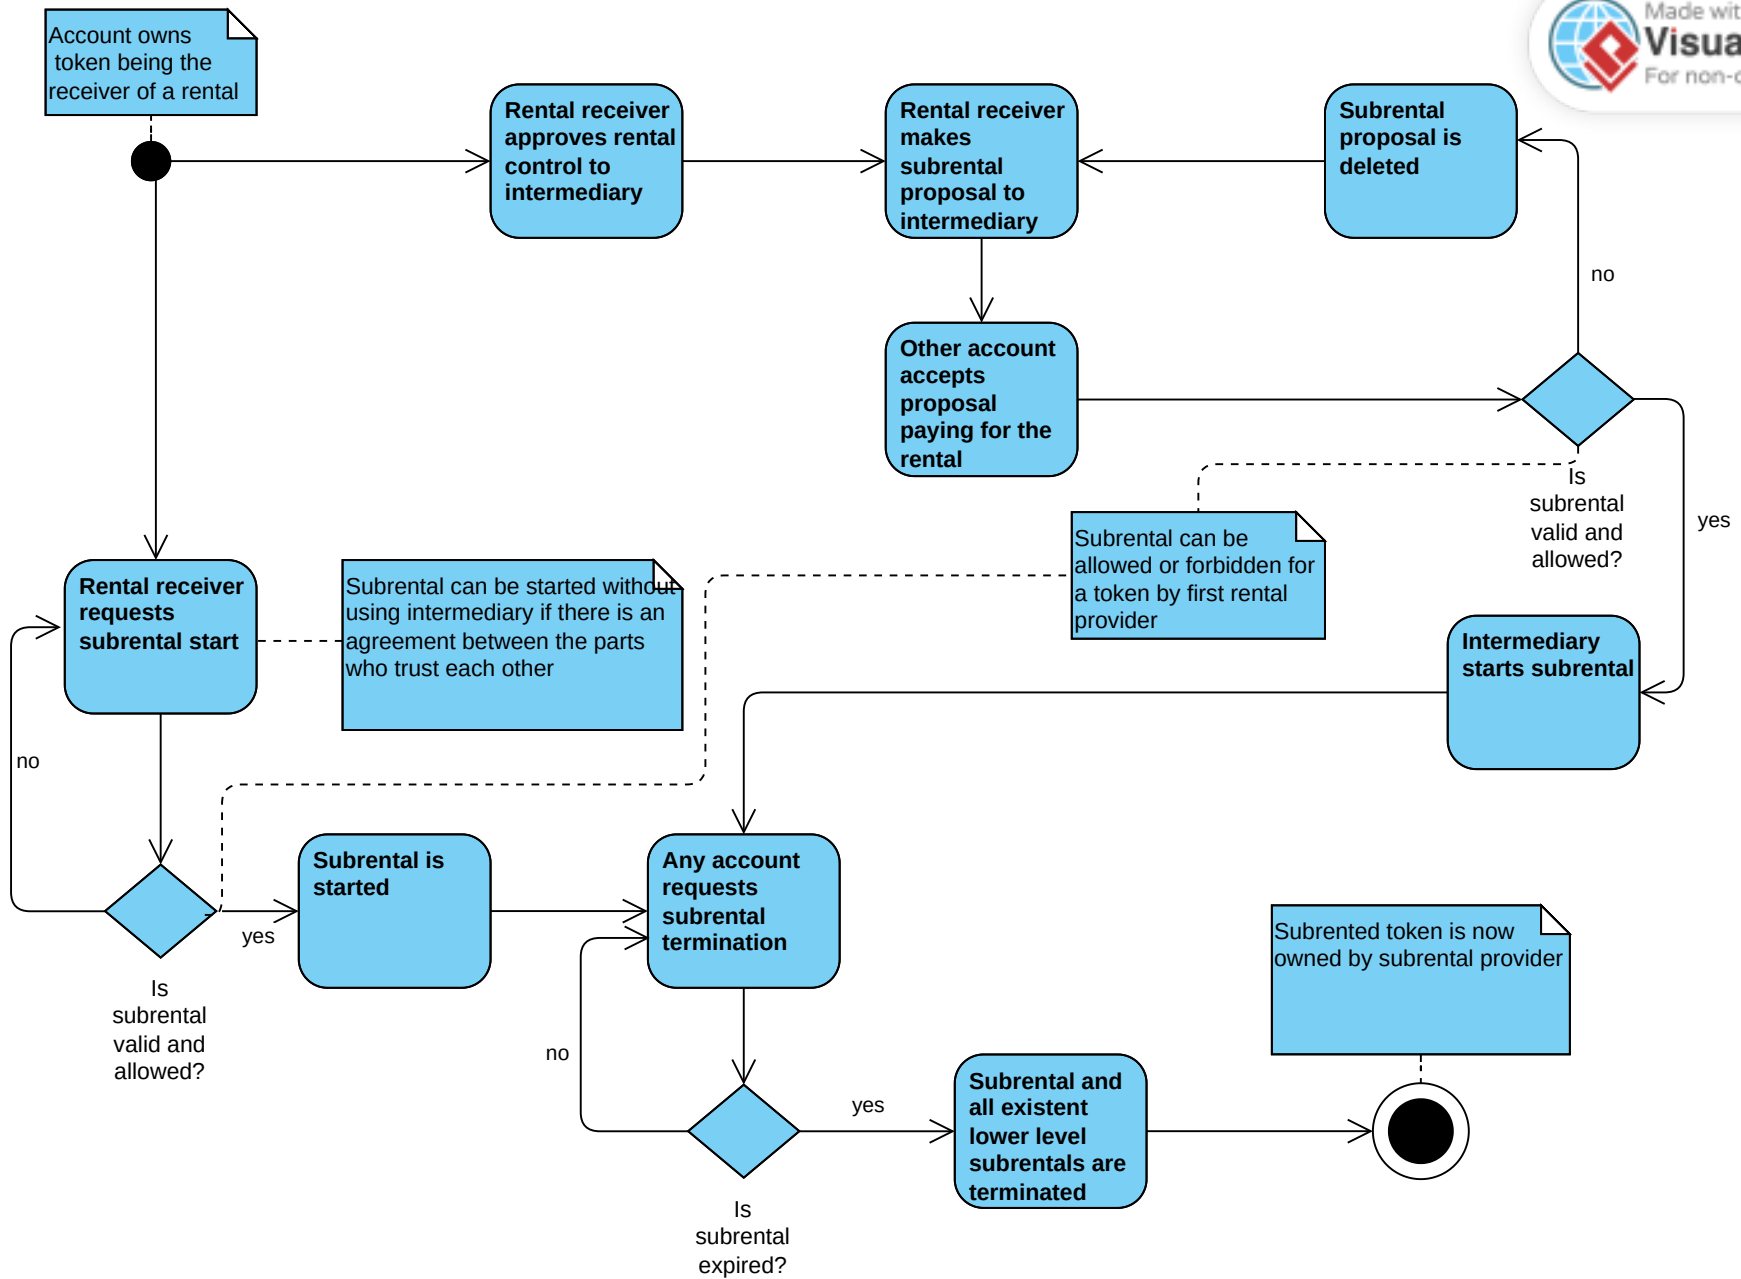 Account owns
token being the
receiver of a rental
Made wit
Visua
For non-c
Rental receiver
approves rental
control to
intermediary
Rental receiver
makes
subrental
proposal to
intermediary
Subrental
proposal is
deleted
no
Other account
accepts
proposal
paying for the
rental
Is
subrental
valid and
allowed?
yes
Subrental can be
allowed or forbidden for
a token by first rental
provider
Rental receiver
requests
subrental start
Subrental can be started without
using intermediary if there is an
agreement between the parts
who trust each other
Intermediary
starts subrental
no
Subrental is
started
Any account
requests
subrental
termination
yes
Is
subrental
valid and
allowed?
Subrented token is now
owned by subrental provider
no
yes
Subrental and
all existent
lower level
subrentals are
terminated
Is
subrental
expired?